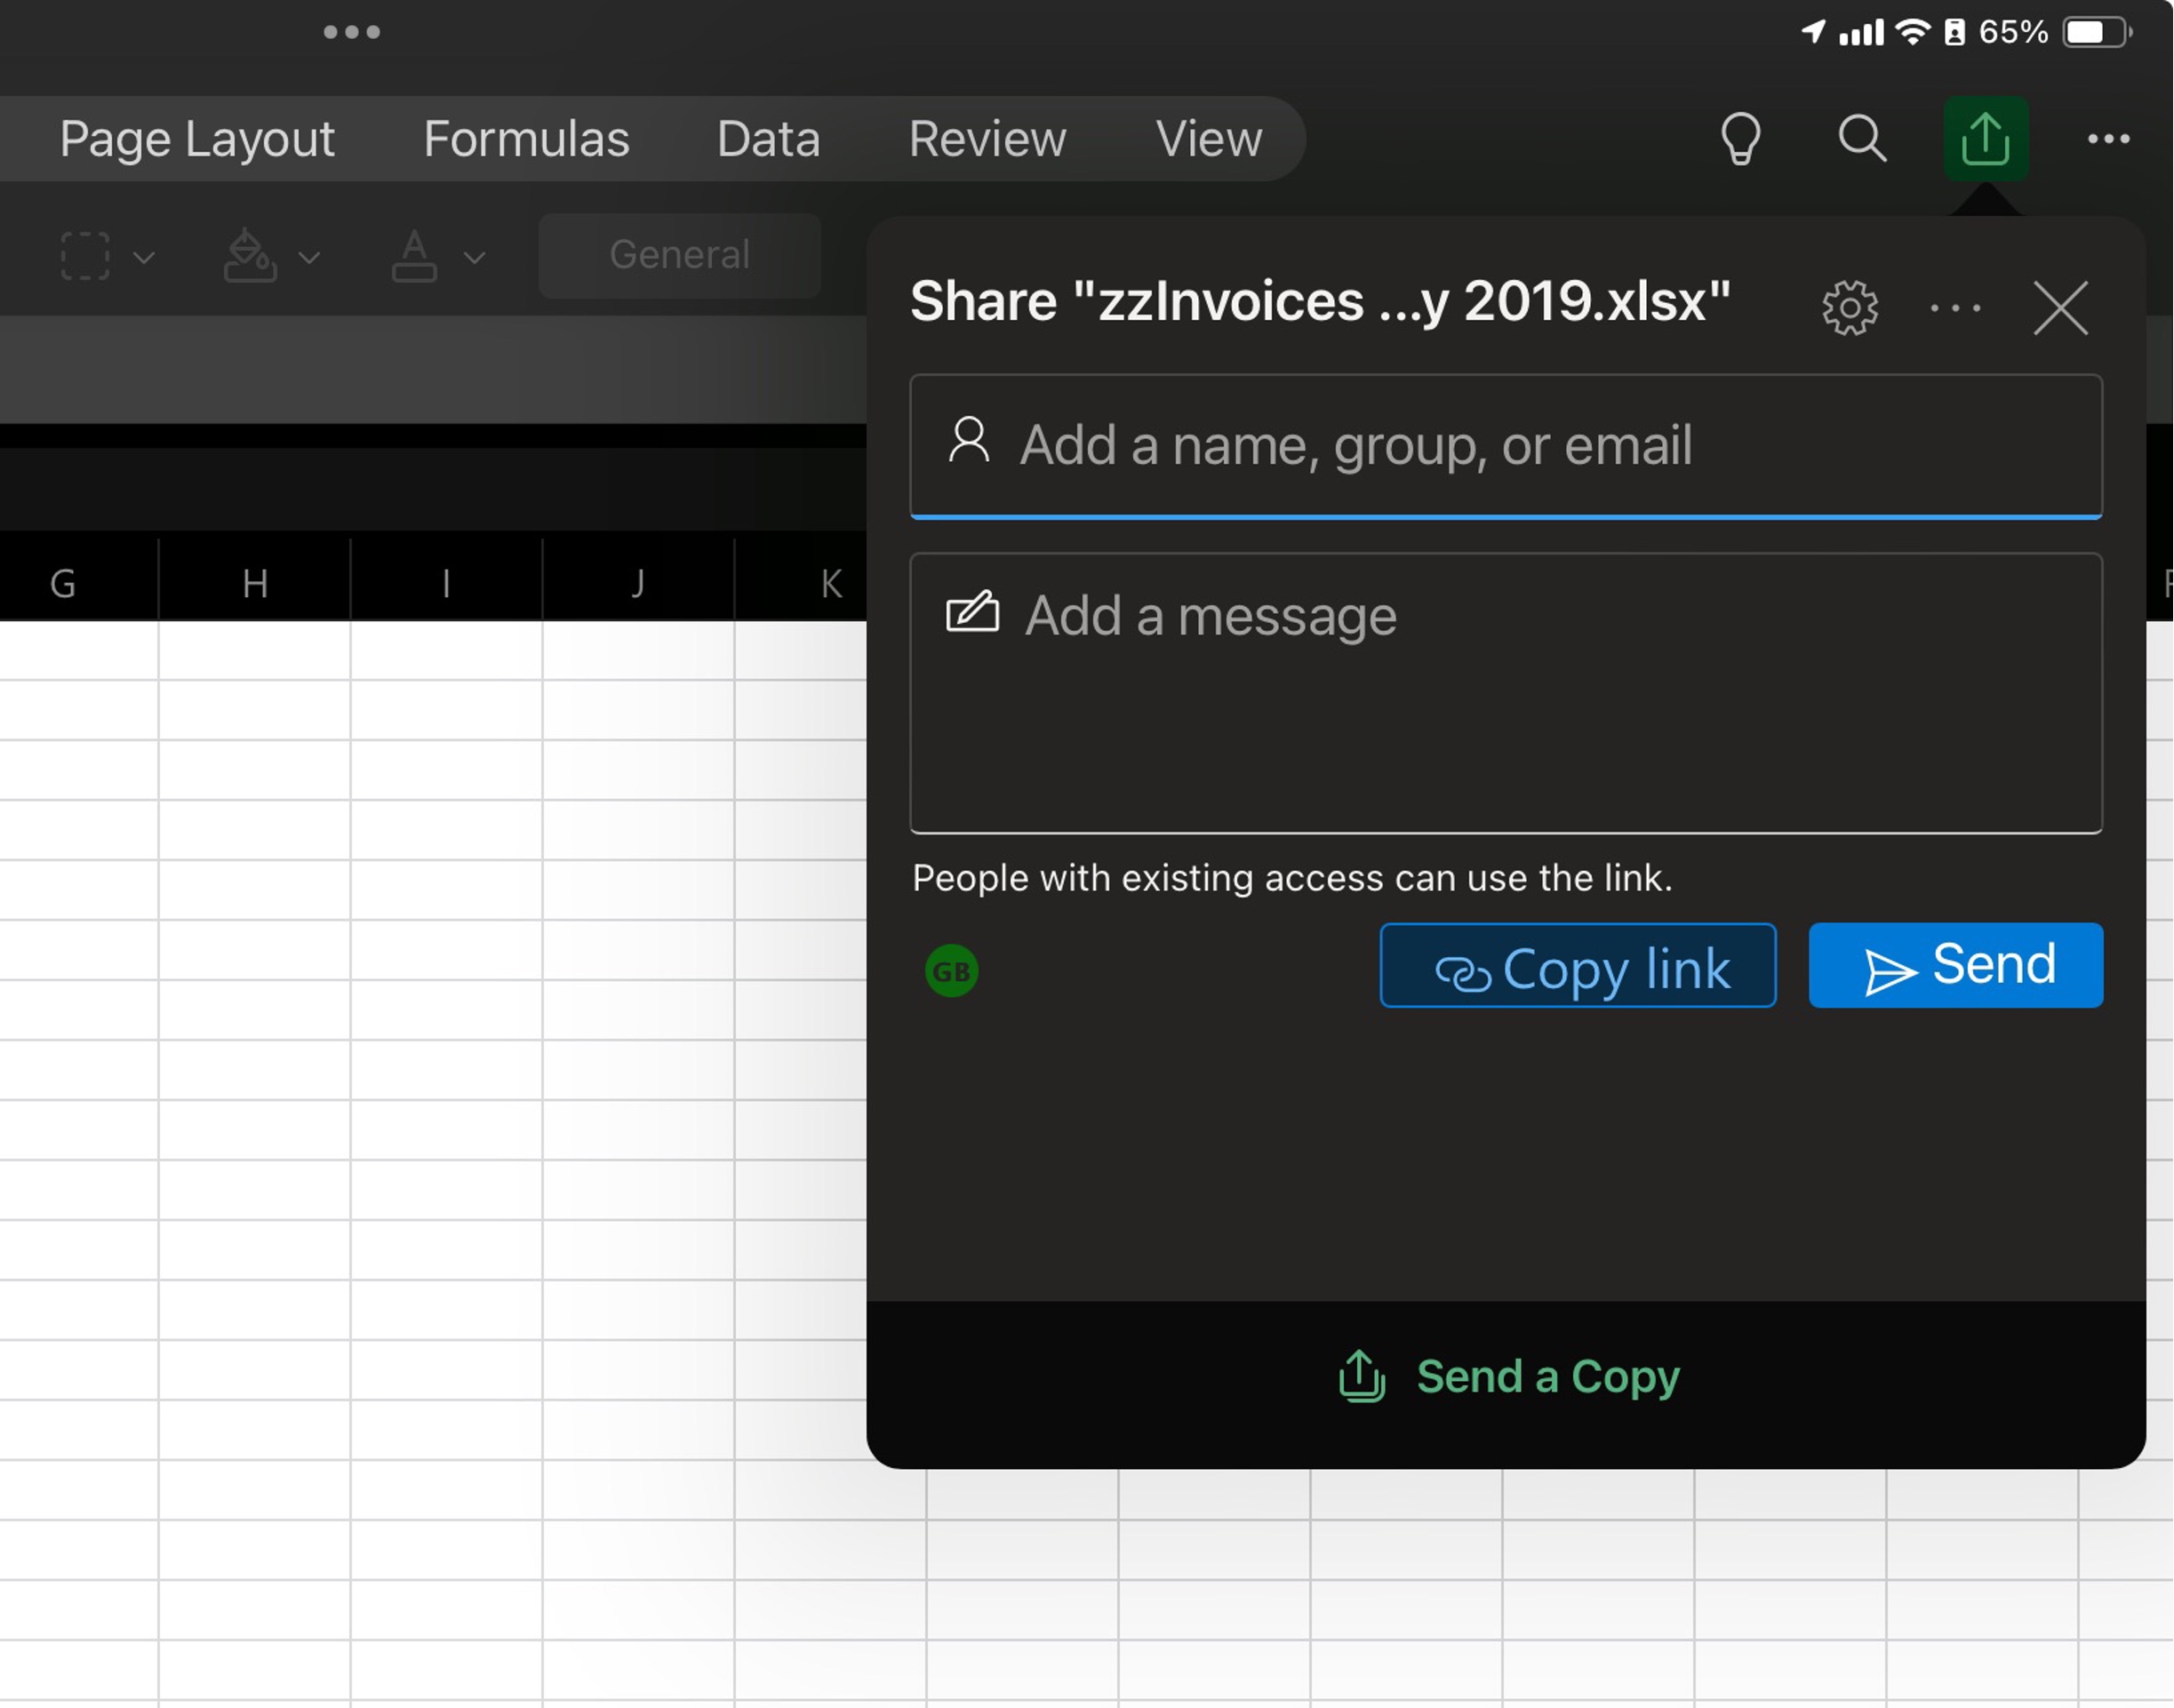 65%
Page Layout Formulas Data Review View
General
Share "zzInvoices ...y 2019.xlsx"
Add a name, group, or email
G H I J K
Add a message
People with existing access can use the link.
GB Copy link Send
Send a Copy